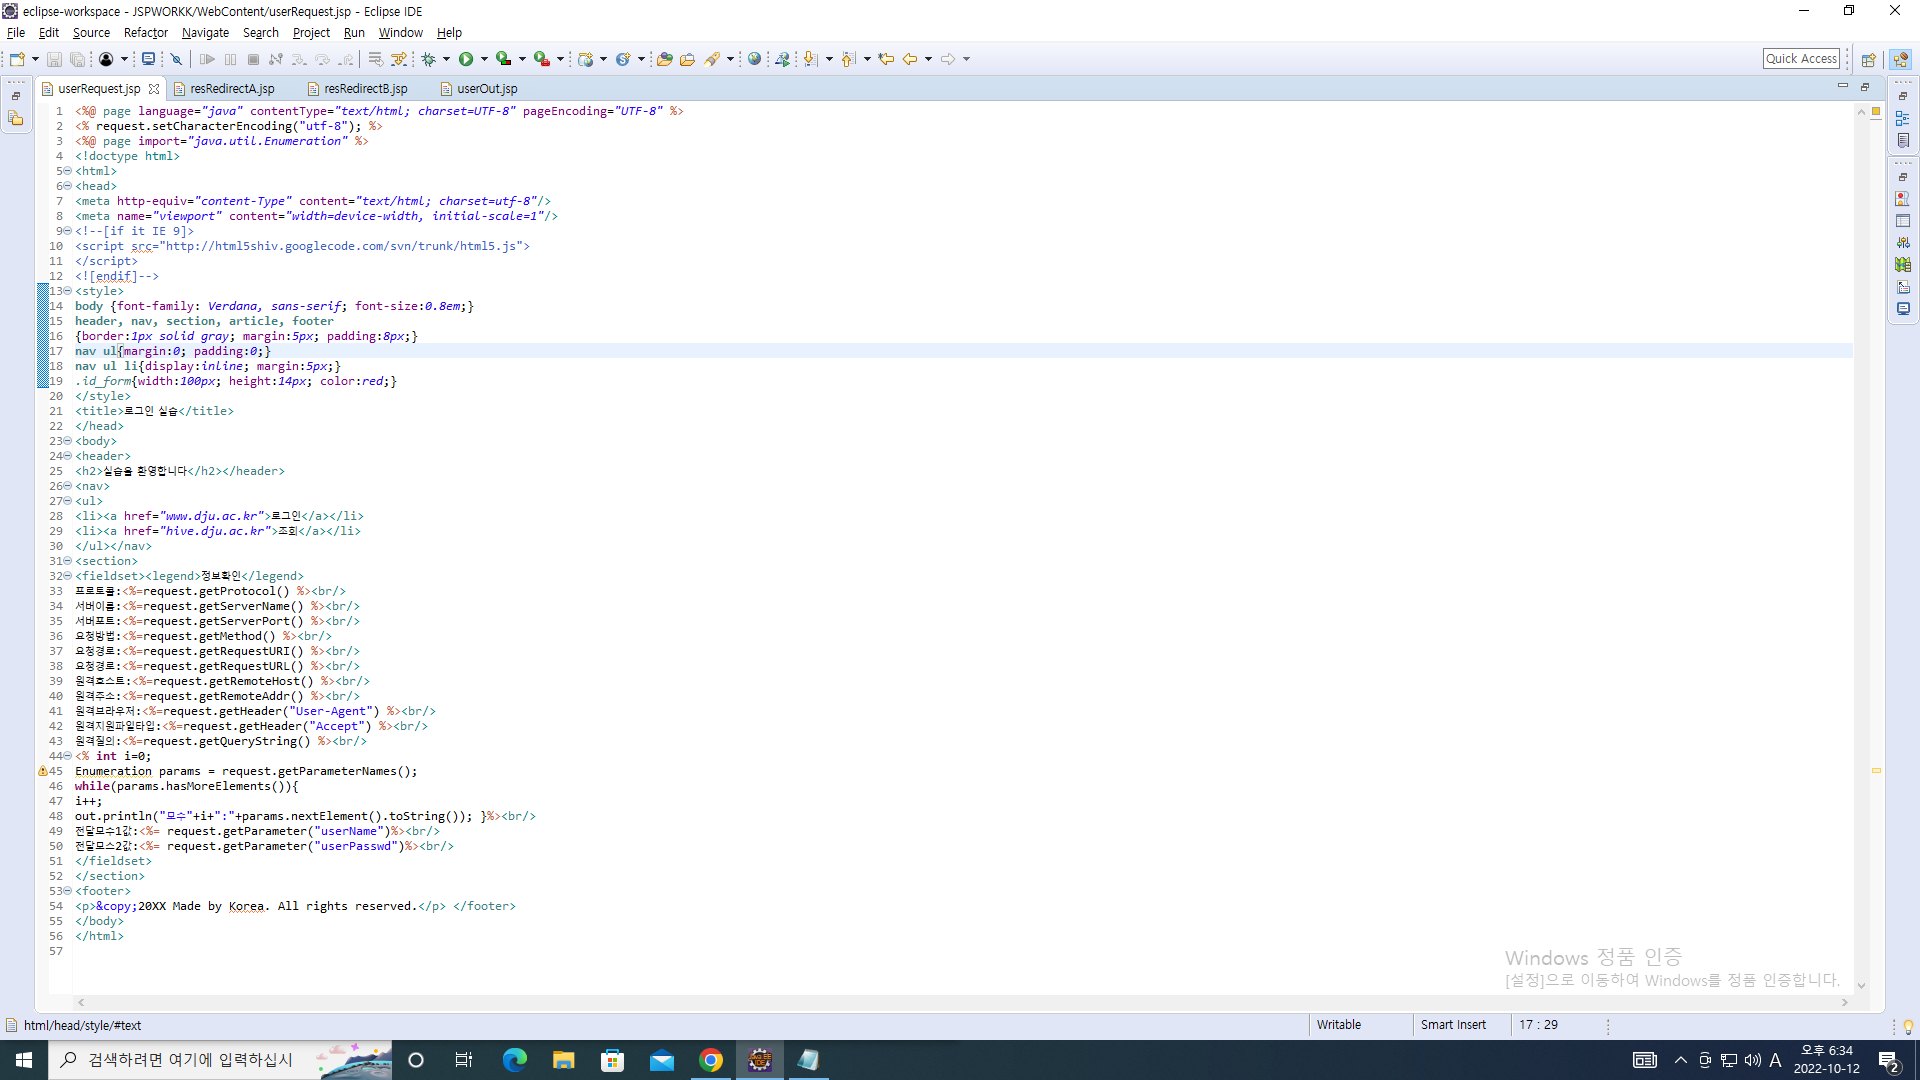 eclipse-workspace - JSPWORKK/WebContent/userRequest.jsp - Eclipse IDE
File Edit Source Refactor Navigate Search Project Run Window Help
Quick Access
userRequest.jsp resRedirectA.jsp resRedirectB.jsp userOut.jsp
1 <%@ page language="java" contentType="text/html; charset=UTF-8" pageEncoding="UTF-8" %>
2 <% request.setCharacterEncoding("utf-8"); %>
3 <%@ page import="java.util.Enumeration" %>
4 <!doctype html>
5 <html>
6 <head>
7 <meta http-equiv="content-Type" content="text/html; charset=utf-8"/>
8 <meta name="viewport" content="width=device-width, initial-scale=1"/>
9 <!--[if it IE 9]>
10 <script src="http://html5shiv.googlecode.com/svn/trunk/html5.js">
11 </script>
12 <![endif]-->
13 <style>
14 body {font-family: Verdana, sans-serif; font-size:0.8em;}
15 header, nav, section, article, footer
16 {border:1px solid gray; margin:5px; padding:8px;}
17 nav ul{margin:0; padding:0;}
18 nav ul li{display:inline; margin:5px;}
19 .id_form{width:100px; height:14px; color:red;}
20 </style>
21 <title>로그인 실습</title>
22 </head>
23 <body>
24 <header>
25 <h2>실습을 환영합니다</h2></header>
26 <nav>
27 <ul>
28 <li><a href="www.dju.ac.kr">로그인</a></li>
29 <li><a href="hive.dju.ac.kr">조회</a></li>
30 </ul></nav>
31 <section>
32 <fieldset><legend>정보확인</legend>
33 프로토콜:<%=request.getProtocol() %><br/>
34 서버이름:<%=request.getServerName() %><br/>
35 서버포트:<%=request.getServerPort() %><br/>
36 요청방법:<%=request.getMethod() %><br/>
37 요청경로:<%=request.getRequestURI() %><br/>
38 요청경로:<%=request.getRequestURL() %><br/>
39 원격호스트:<%=request.getRemoteHost() %><br/>
40 원격주소:<%=request.getRemoteAddr() %><br/>
41 원격브라우저:<%=request.getHeader("User-Agent") %><br/>
42 원격지원파일타입:<%=request.getHeader("Accept") %><br/>
43 원격질의:<%=request.getQueryString() %><br/>
44 <% int i=0;
45 Enumeration params = request.getParameterNames();
46 while(params.hasMoreElements()){
47 i++;
48 out.println("모수"+i+":"+params.nextElement().toString()); }%><br/>
49 전달모수1값:<%= request.getParameter("userName")%><br/>
50 전달모스2값:<%= request.getParameter("userPasswd")%><br/>
51 </fieldset>
52 </section>
53 <footer>
54 <p>&copy;20XX Made by Korea. All rights reserved.</p> </footer>
55 </body>
56 </html>
57
Windows 정품 인증
[설정]으로 이동하여 Windows를 정품 인증합니다.
html/head/style/#text Writable Smart Insert 17 : 29
검색하려면 여기에 입력하십시
A
오후 6:34
2022-10-12
2